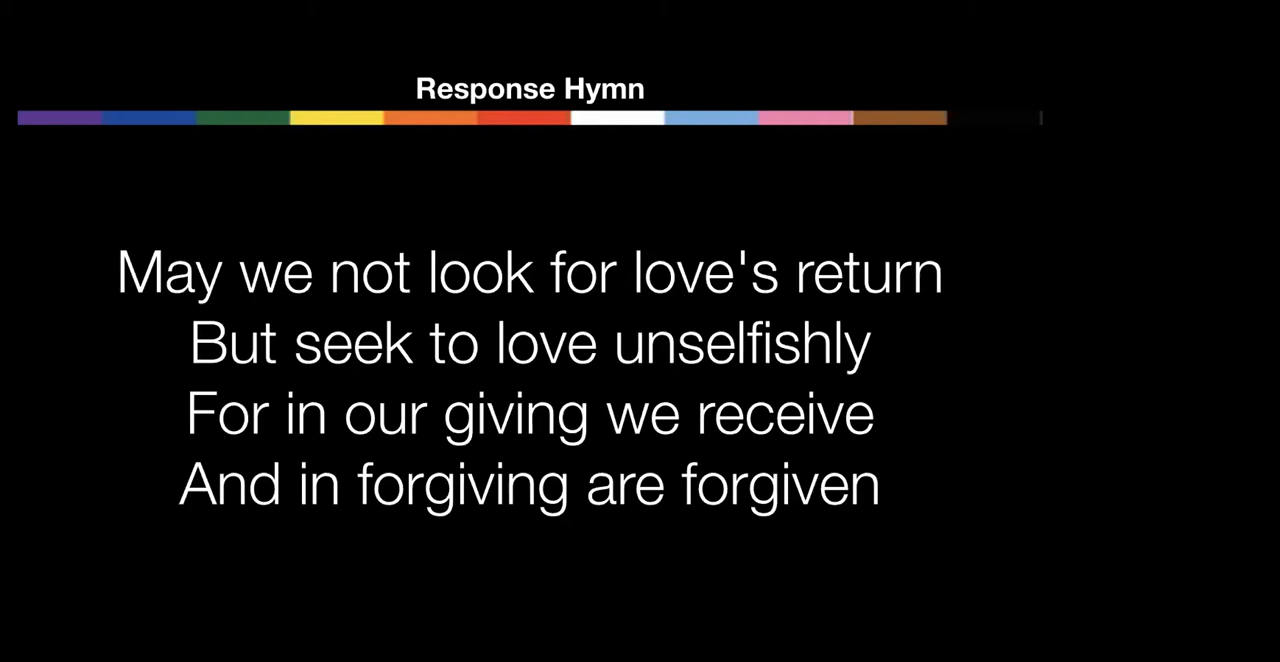 Response Hymn
May we not look for love's return
But seek to love unselfishly
For in our giving we receive
And in forgiving are forgiven